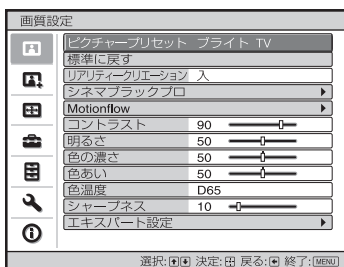 画質設定
ピクチャープリセット ブライト TV
標準に戻す
リアリティークリエーション 入
シネマブラックプロ
Motionflow
コントラスト 90
明るさ 50
色の濃さ 50
色あい 50
色温度 D65
シャープネス 10
エキスパート設定
選択: 決定: 戻る: 終了: MENU